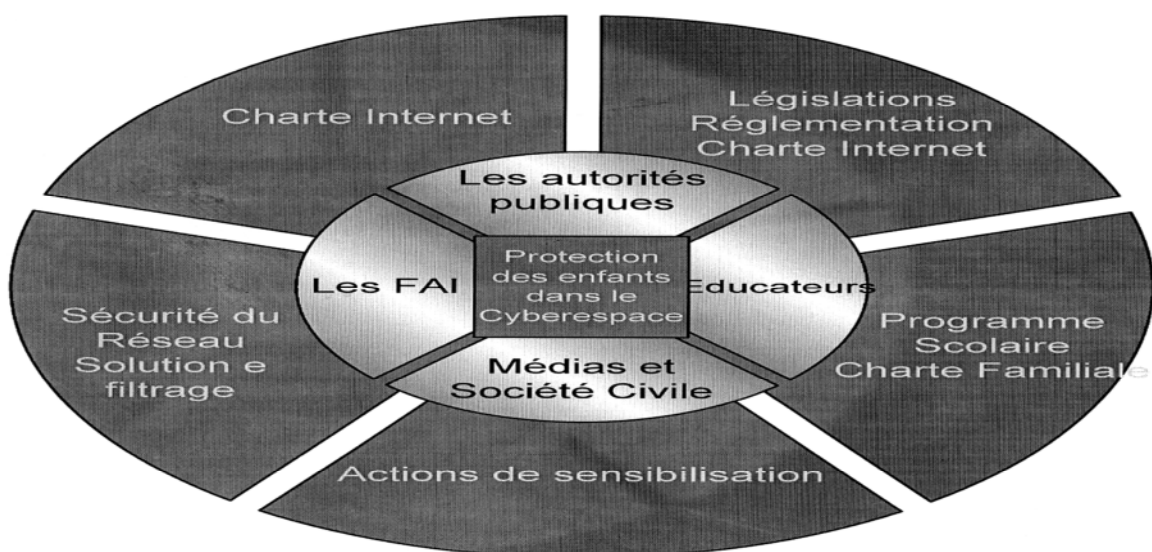 Charte Internet
Législations
Réglementation
Charte Internet
Les autorités
publiques
Les FAI
Protection
des enfants
dans le
Cyberespace
Educateurs
Sécurité du
Réseau
Solution e
filtrage
Programme
Scolaire
Charte Familiale
Médias et
Société Civile
Actions de sensibilisation